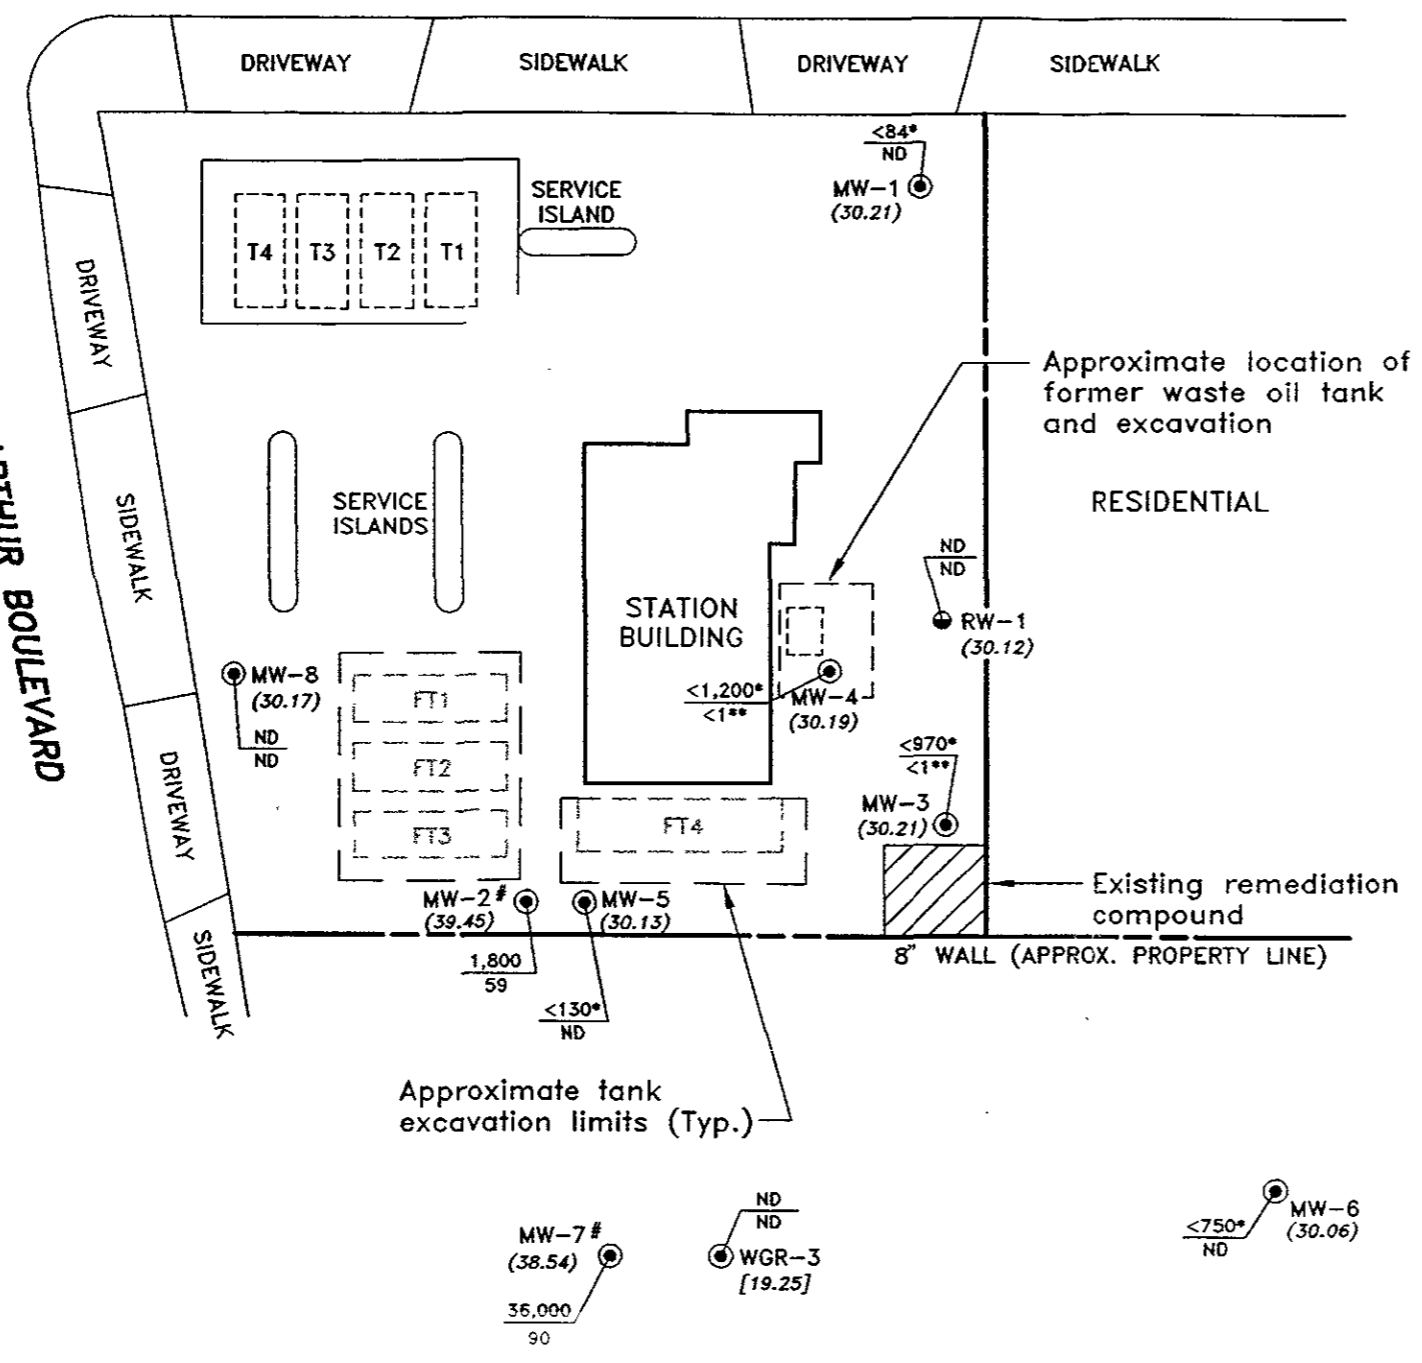 DRIVEWAY
SIDEWALK
DRIVEWAY
SIDEWALK
<84*
ND
MW-1
(30.21)
SERVICE
ISLAND
T4
T3
T2
T1
DRIVEWAY
Approximate location of
former waste oil tank
and excavation
RESIDENTIAL
SERVICE
ISLANDS
SIDEWALK
BOULEVARD
STATION
BUILDING
ND
ND
RW-1
(30.12)
MW-8
(30.17)
ND
ND
FT1
FT2
FT3
<1,200*
<1**
MW-4
(30.19)
<970*
<1**
MW-3
(30.21)
DRIVEWAY
FT4
MW-2#
(39.45)
MW-5
(30.13)
Existing remediation
compound
8" WALL (APPROX. PROPERTY LINE)
SIDEWALK
1,800
59
<130*
ND
Approximate tank
excavation limits (Typ.)
MW-7#
(38.54)
36,000
90
ND
ND
WGR-3
[19.25]
<750*
ND
MW-6
(30.06)